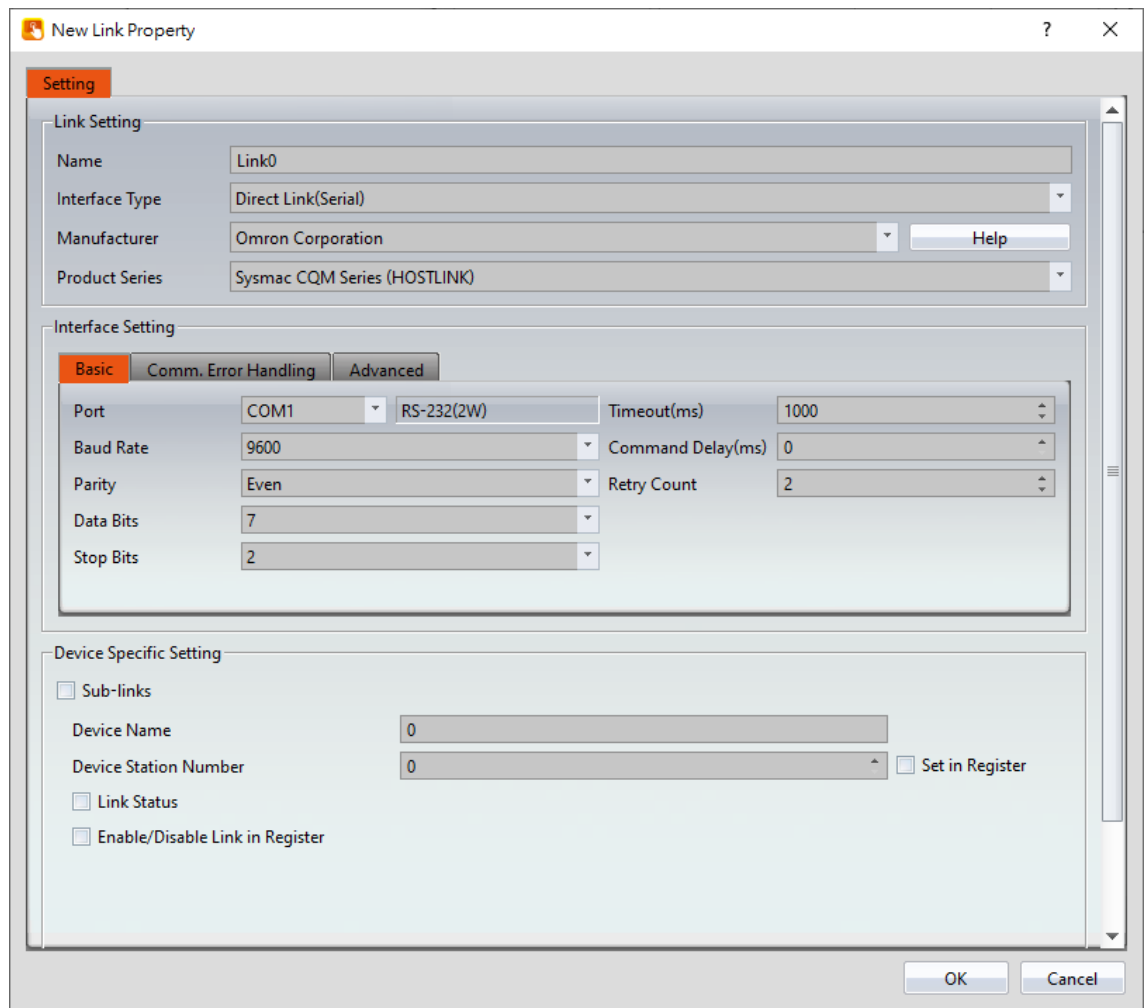 New Link Property
Setting
Link Setting
Name Link0
Interface Type Direct Link(Serial)
Manufacturer Omron Corporation Help
Product Series Sysmac CQM Series (HOSTLINK)
Interface Setting
Basic Comm. Error Handling Advanced
Port COM1 RS-232(2W) Timeout(ms) 1000
Baud Rate 9600 Command Delay(ms) 0
Parity Even Retry Count 2
Data Bits 7
Stop Bits 2
Device Specific Setting
Sub-links
Device Name 0
Device Station Number 0 Set in Register
Link Status
Enable/Disable Link in Register
OK Cancel